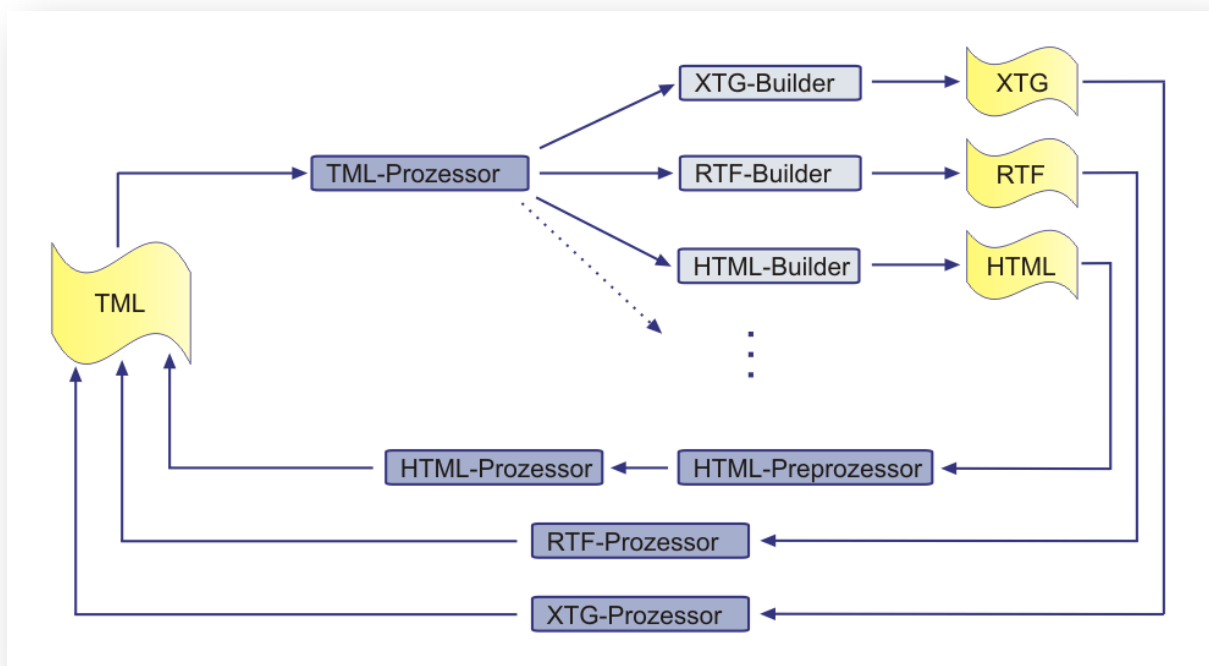 XTG-Builder
XTG
TML-Prozessor
RTF-Builder
RTF
HTML-Builder
HTML
TML
HTML-Prozessor
HTML-Preprozessor
RTF-Prozessor
XTG-Prozessor